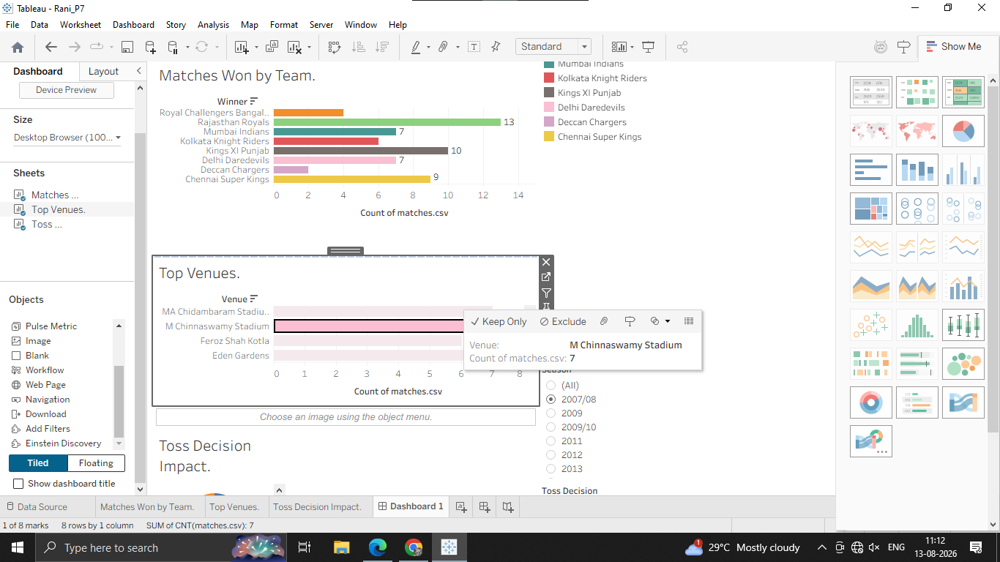 Tableau - Rani_P7
File Data Worksheet Dashboard Story Analysis Map Format Server Window Help
Standard
Show Me
Dashboard Layout
Device Preview
Size
Desktop Browser (100...
Sheets
Matches ...
Top Venues.
Toss ...
Objects
Pulse Metric
Image
Blank
Workflow
Web Page
Navigation
Download
Add Filters
Einstein Discovery
Tiled Floating
Show dashboard title
Matches Won by Team.
Winner
Royal Challengers Bangal..
Rajasthan Royals 13
Mumbai Indians 7
Kolkata Knight Riders
Kings XI Punjab 10
Delhi Daredevils 7
Deccan Chargers
Chennai Super Kings 9
0 2 4 6 8 10 12 14
Count of matches.csv
Mumbai Indians
Kolkata Knight Riders
Kings XI Punjab
Delhi Daredevils
Deccan Chargers
Chennai Super Kings
Top Venues.
Venue
MA Chidambaram Stadiu..
M Chinnaswamy Stadium
Feroz Shah Kotla
Eden Gardens
0 1 2 3 4 5 6 7 8
Count of matches.csv
Keep Only Exclude
Venue: M Chinnaswamy Stadium
Count of matches.csv: 7
Season
(All)
2007/08
2009
2009/10
2011
2012
2013
Choose an image using the object menu.
Toss Decision
Impact.
Toss Decision
Data Source Matches Won by Team. Top Venues. Toss Decision Impact. Dashboard 1
1 of 8 marks 8 rows by 1 column SUM of CNT(matches.csv): 7
Type here to search
1
29°C Mostly cloudy
ENG
11:12
13-08-2026